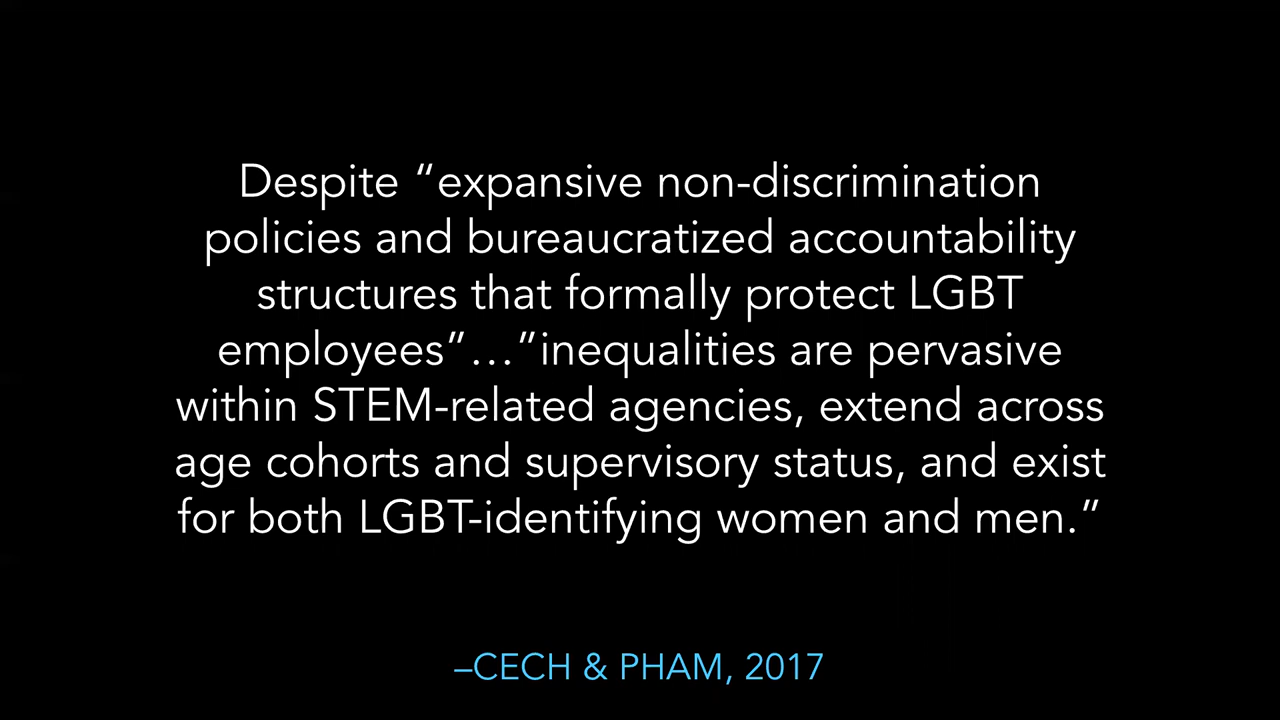 Despite “expansive non-discrimination
policies and bureaucratized accountability
structures that formally protect LGBT
employees”…”inequalities are pervasive
within STEM-related agencies, extend across
age cohorts and supervisory status, and exist
for both LGBT-identifying women and men.”
–CECH & PHAM, 2017